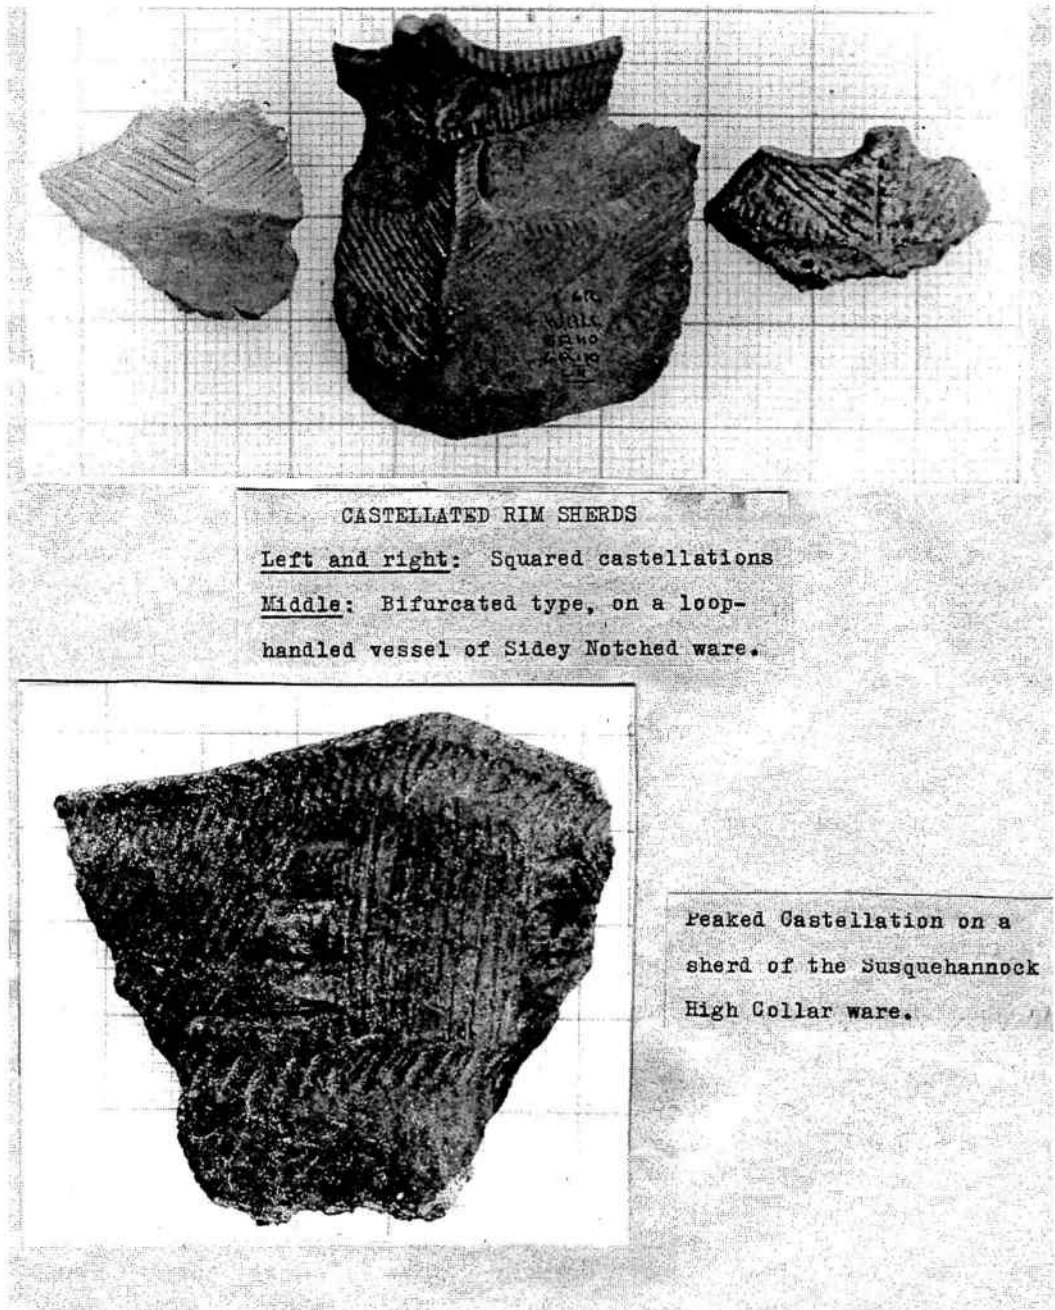 CASTELLATED RIM SHERDS
Left and right: Squared castellations
Middle: Bifurcated type, on a loop-
handled vessel of Sidey Notched ware.
Peaked Castellation on a
sherd of the Susquehannock
High Collar ware.